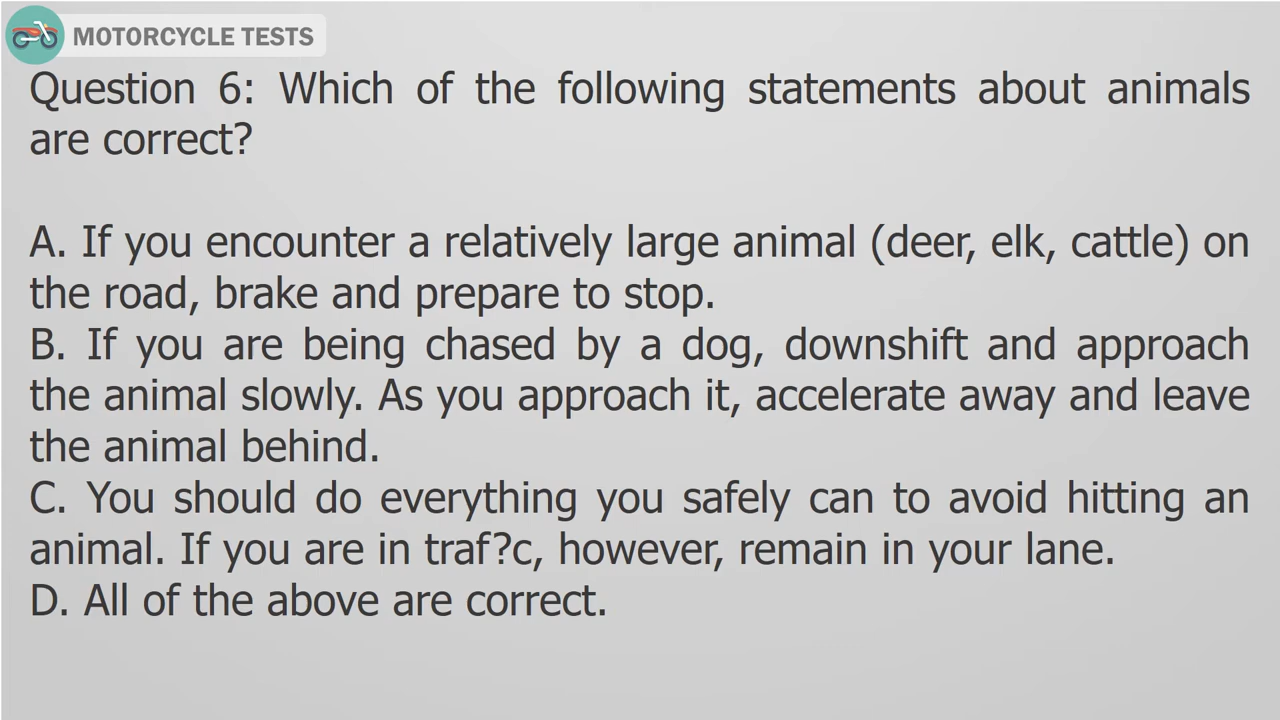 MOTORCYCLE TESTS
Question 6: Which of the following statements about animals
are correct?
A. If you encounter a relatively large animal (deer, elk, cattle) on
the road, brake and prepare to stop.
B. If you are being chased by a dog, downshift and approach
the animal slowly. As you approach it, accelerate away and leave
the animal behind.
C. You should do everything you safely can to avoid hitting an
animal. If you are in traf?c, however, remain in your lane.
D. All of the above are correct.